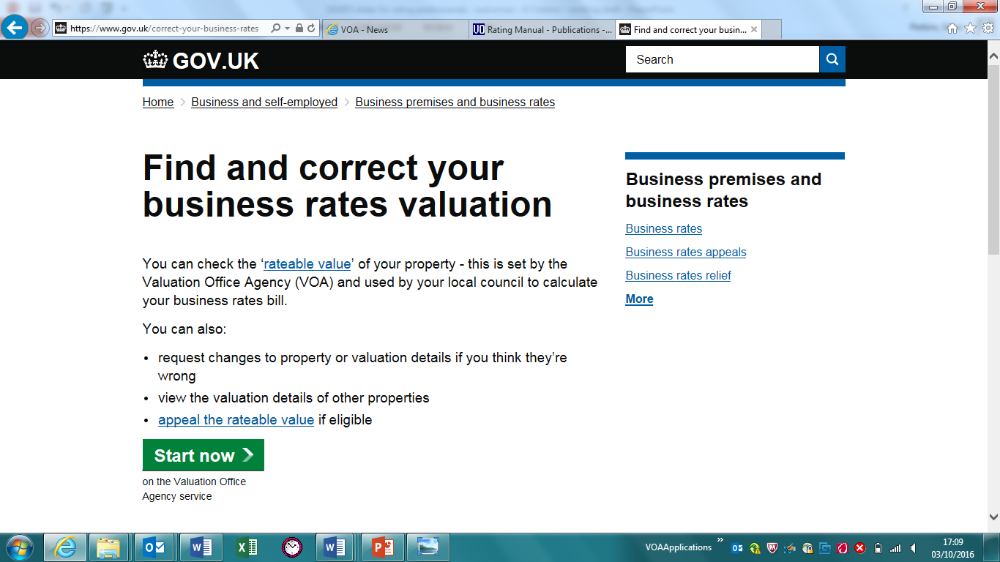 https://www.gov.uk/correct-your-business-rates
VOA - News
Rating Manual - Publications -...
Find and correct your busin...
GOV.UK
Search
Home
Business and self-employed
Business premises and business rates
Find and correct your
business rates valuation
You can check the ‘rateable value’ of your property - this is set by the
Valuation Office Agency (VOA) and used by your local council to calculate
your business rates bill.
You can also:
• request changes to property or valuation details if you think they’re
wrong
• view the valuation details of other properties
• appeal the rateable value if eligible
Start now
on the Valuation Office
Agency service
Business premises and
business rates
Business rates
Business rates appeals
Business rates relief
More
VOAApplications
17:09
03/10/2016